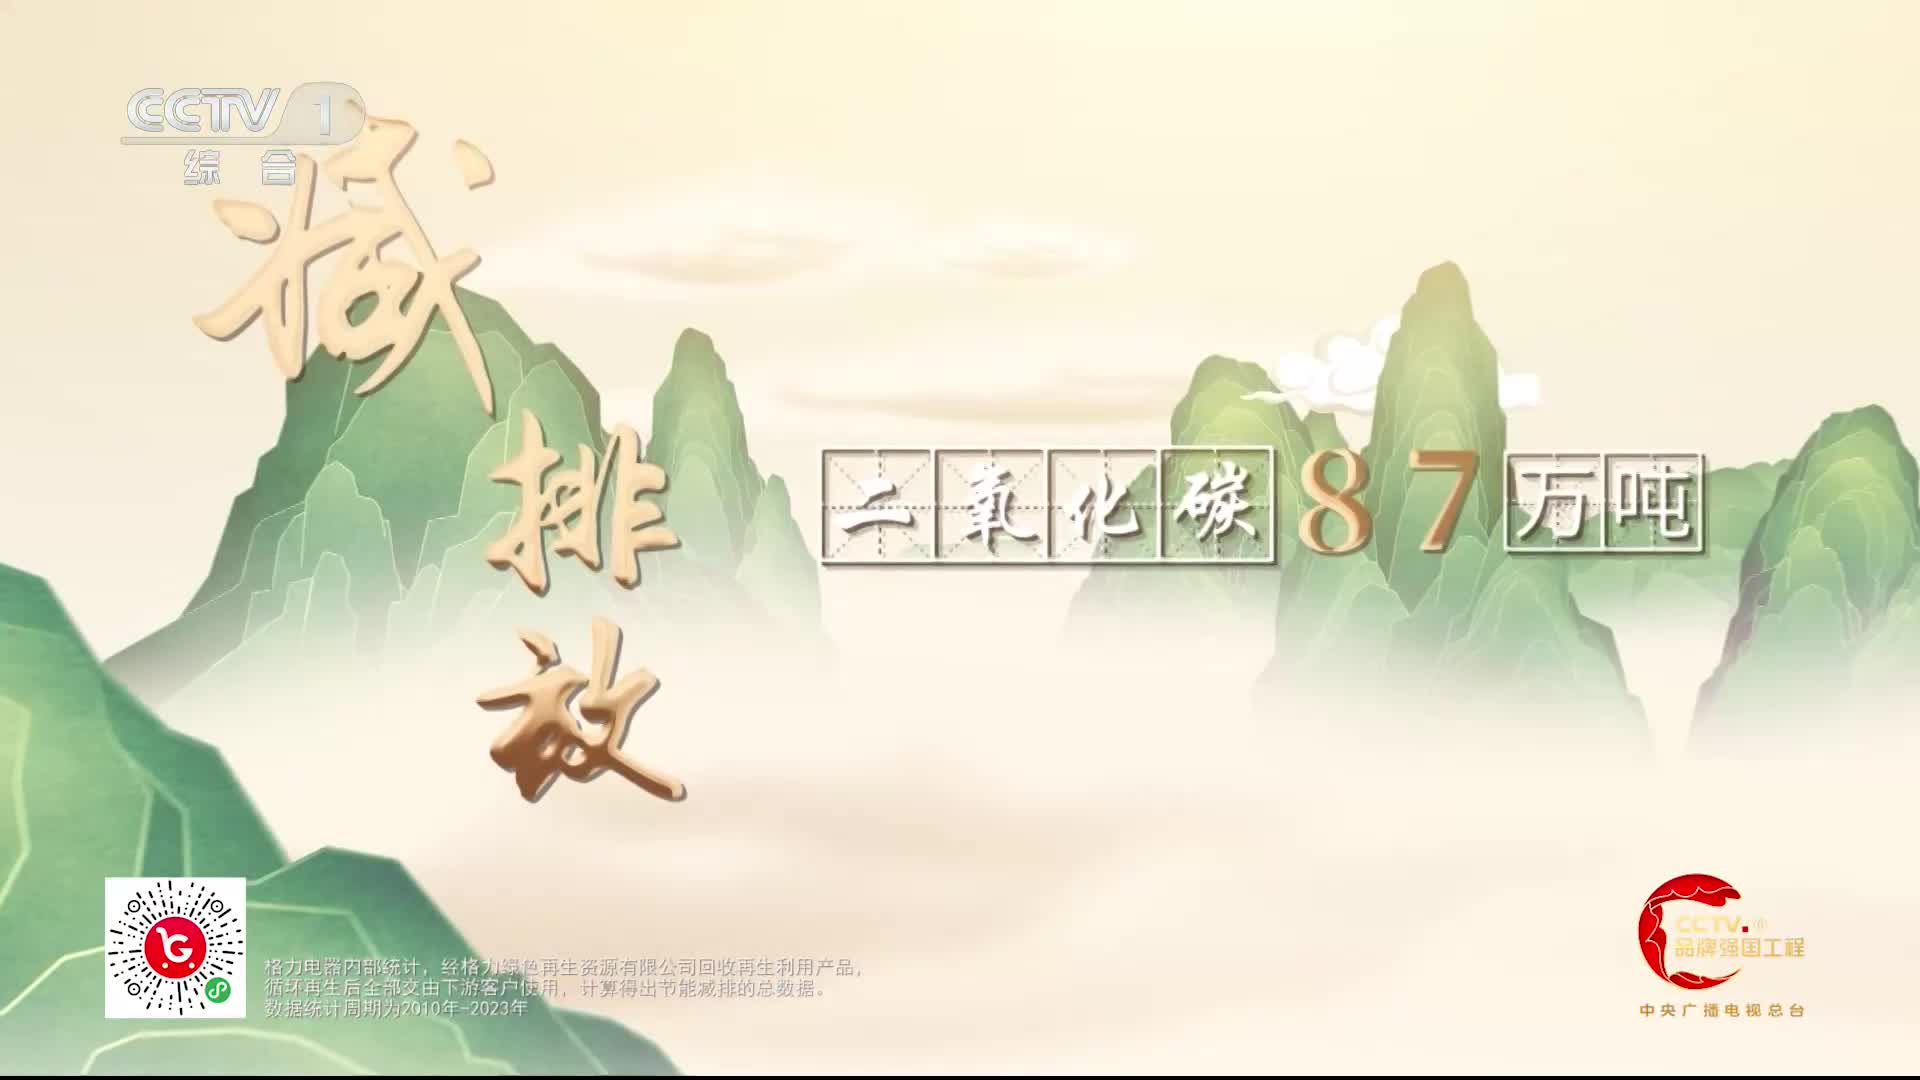 CCTV 1
综合
减
排
放
二氧化碳87万吨
格力电器内部统计，经格力绿色再生资源有限公司回收再生利用产品，
循环再生后全部交由下游客户使用，计算得出节能减排的总数据。
数据统计周期为2010年-2023年
CCTV.
品牌强国工程
中央广播电视总台